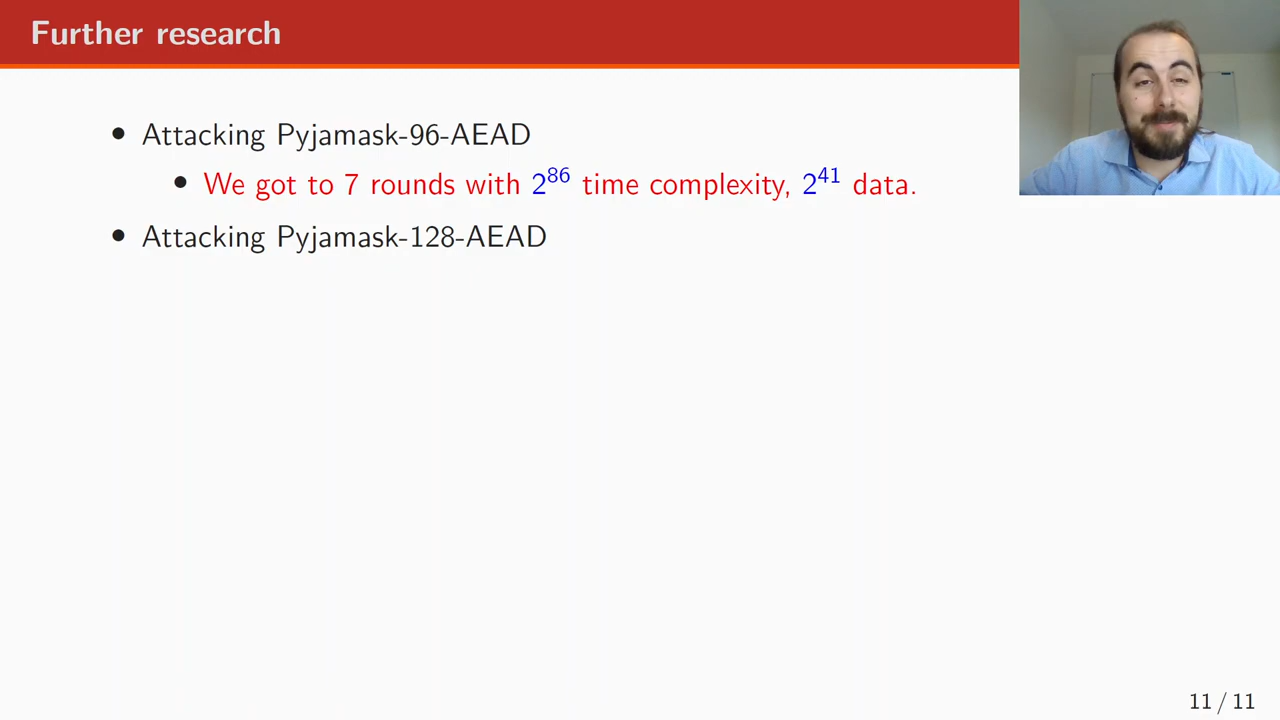 Further research
• Attacking Pyjamask-96-AEAD
• We got to 7 rounds with 2^86 time complexity, 2^41 data.
• Attacking Pyjamask-128-AEAD
11 / 11